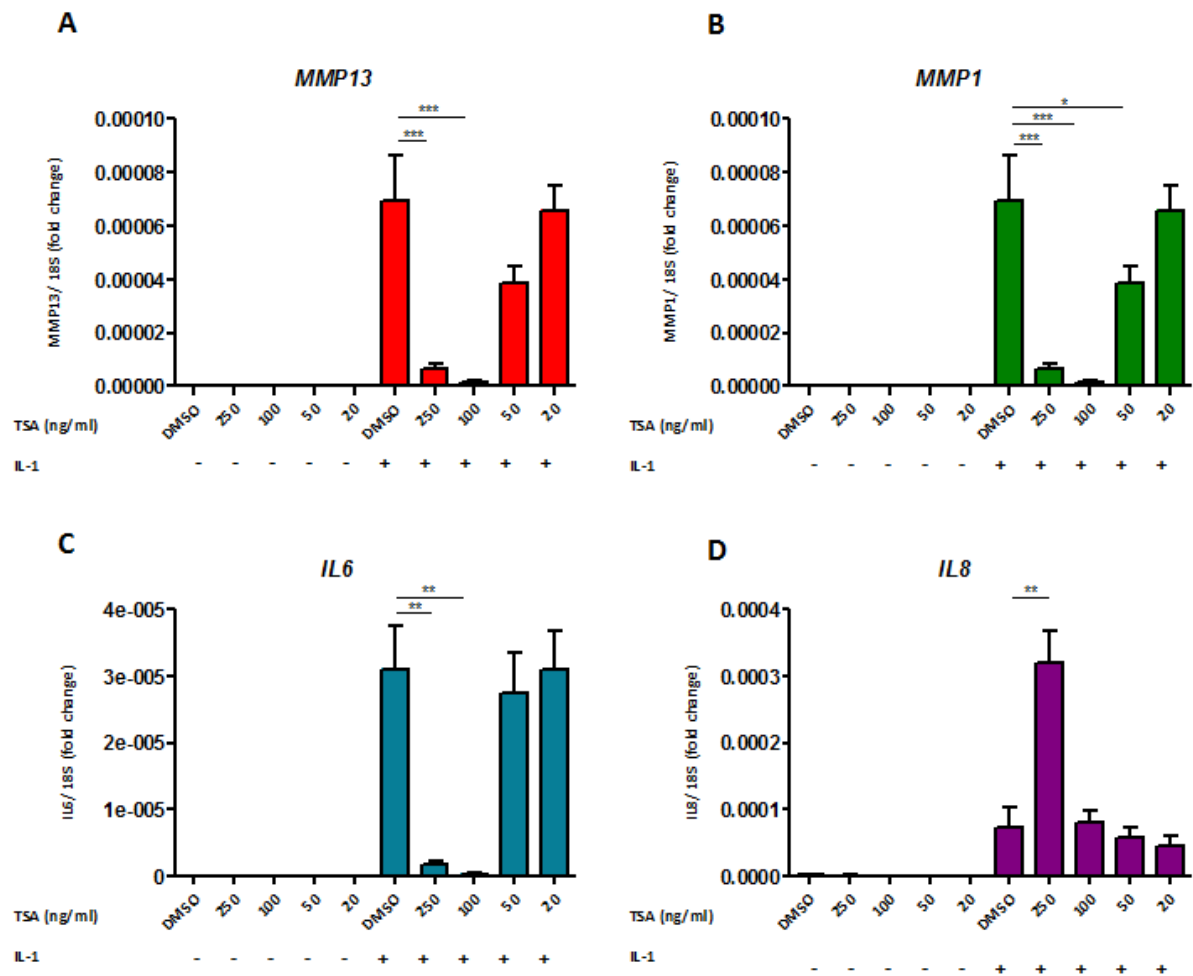 A
MMP13
***
***
MMP13/ 18S (fold change)
0.00010
0.00008
0.00006
0.00004
0.00002
0.00000
TSA (ng/ml)
DMSO 250 100 50 20 DMSO 250 100 50 20
IL-1
- - - - - + + + + +
B
MMP1
*
***
***
MMP1/ 18S (fold change)
0.00010
0.00008
0.00006
0.00004
0.00002
0.00000
TSA (ng/ml)
DMSO 250 100 50 20 DMSO 250 100 50 20
IL-1
- - - - - + + + + +
C
IL6
**
**
IL6/ 18S (fold change)
4e-005
3e-005
2e-005
1e-005
0
TSA (ng/ml)
DMSO 250 100 50 20 DMSO 250 100 50 20
IL-1
- - - - - + + + + +
D
IL8
**
IL8/ 18S (fold change)
0.0004
0.0003
0.0002
0.0001
0.0000
TSA (ng/ml)
DMSO 250 100 50 20 DMSO 250 100 50 20
IL-1
- - - - - + + + + +